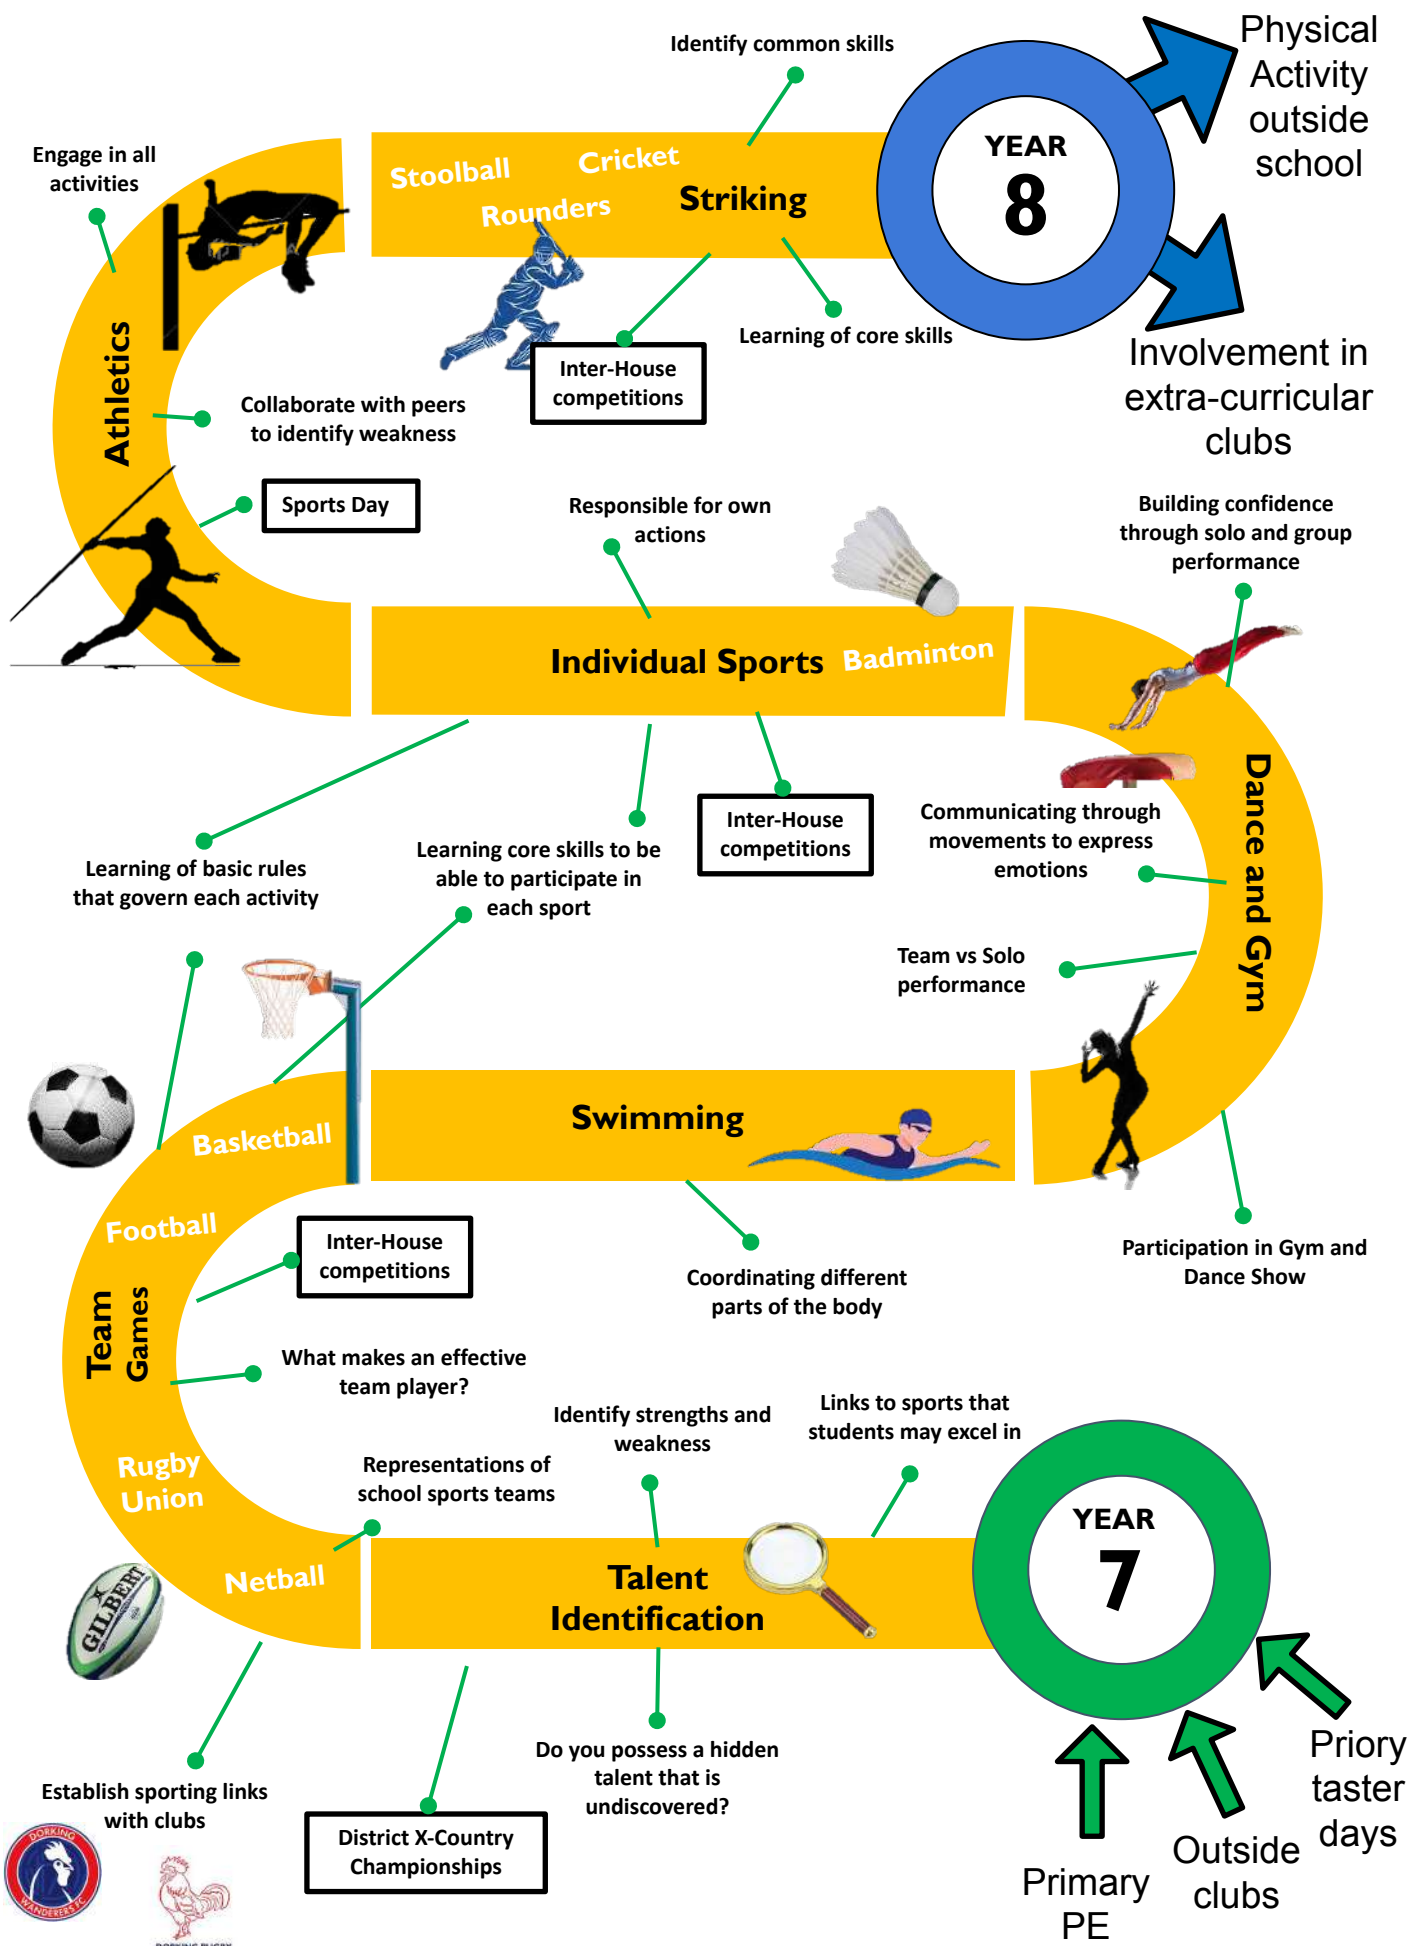 Identify common skills
Physical
Activity
outside
school
YEAR
8
Engage in all
activities
Stoolball
Cricket
Rounders
Striking
Learning of core skills
Inter-House
competitions
Involvement in
extra-curricular
clubs
Athletics
Collaborate with peers
to identify weakness
Sports Day
Responsible for own
actions
Building confidence
through solo and group
performance
Individual Sports
Badminton
Dance and Gym
Inter-House
competitions
Communicating through
movements to express
emotions
Learning of basic rules
that govern each activity
Learning core skills to be
able to participate in
each sport
Team vs Solo
performance
Swimming
Basketball
Football
Inter-House
competitions
Coordinating different
parts of the body
Participation in Gym and
Dance Show
Team
Games
What makes an effective
team player?
Identify strengths and
weakness
Links to sports that
students may excel in
Rugby
Union
Representations of
school sports teams
YEAR
7
Netball
GILBERT
Talent
Identification
Do you possess a hidden
talent that is
undiscovered?
Establish sporting links
with clubs
District X-Country
Championships
Priory
taster
days
Outside
clubs
Primary
PE
DORKING
WANDERERS FC
DORKING RUGBY